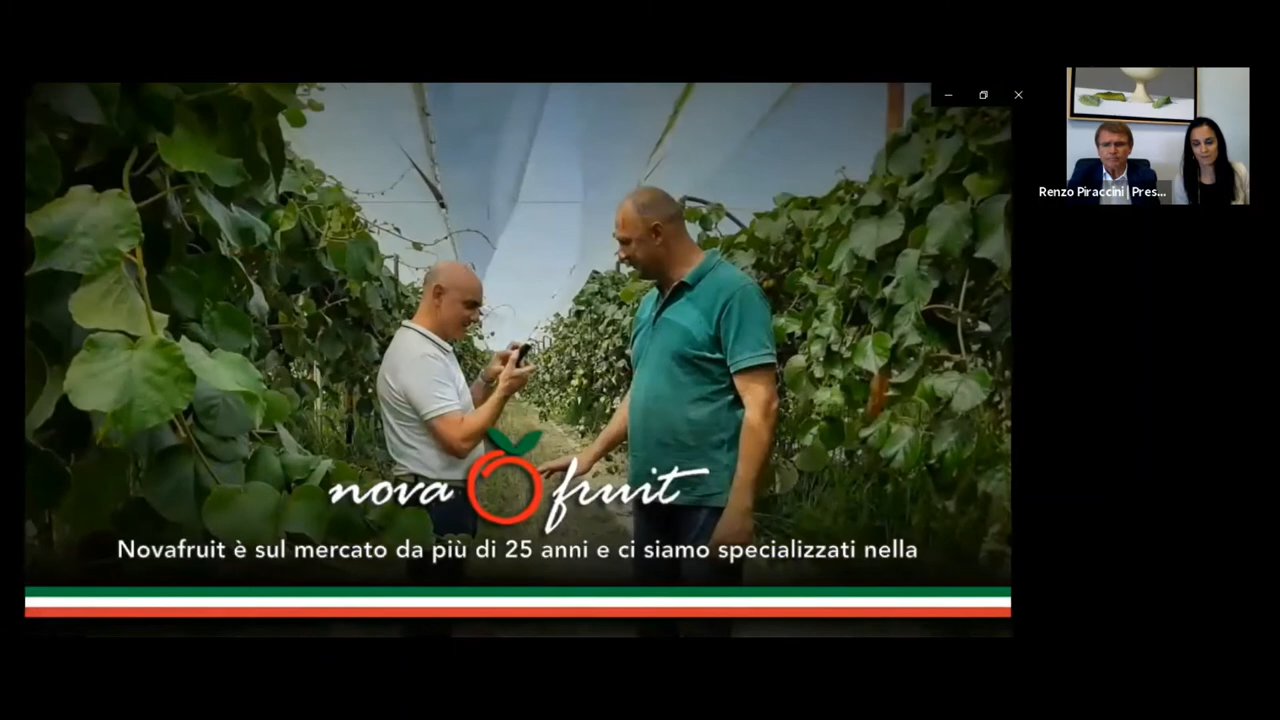 Renzo Piraccini | Pres...
nova fruit
Novafruit è sul mercato da più di 25 anni e ci siamo specializzati nella